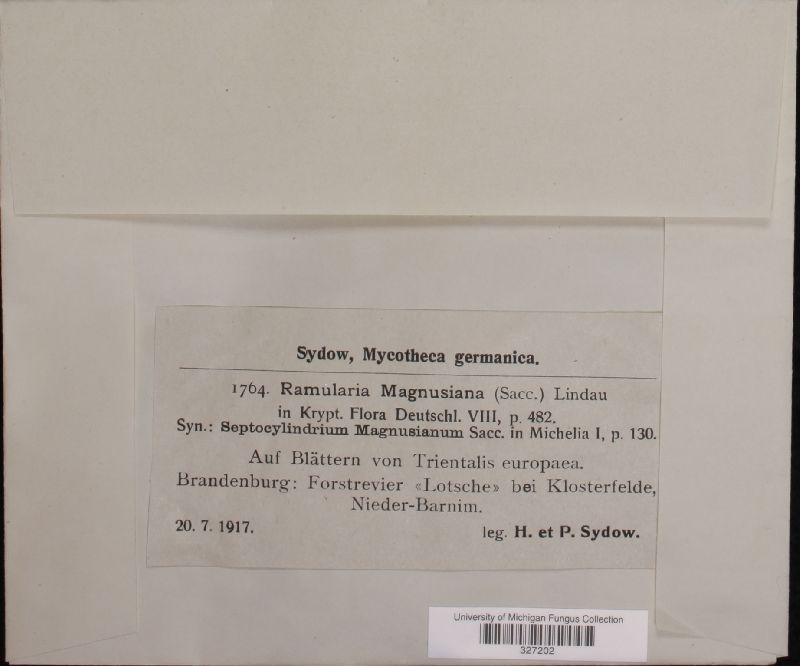 Sydow, Mycotheca germanica.
1764. Ramularia Magnusiana (Sacc.) Lindau
in Krypt. Flora Deutschl. VIII, p. 482.
Syn.: Septocylindrium Magnusianum Sacc. in Michelia I, p. 130.
Auf Blättern von Trientalis europaea.
Brandenburg: Forstrevier «Lotsche» bei Klosterfelde,
Nieder-Barnim.
20. 7. 1917. leg. H. et P. Sydow.
University of Michigan Fungus Collection
327202